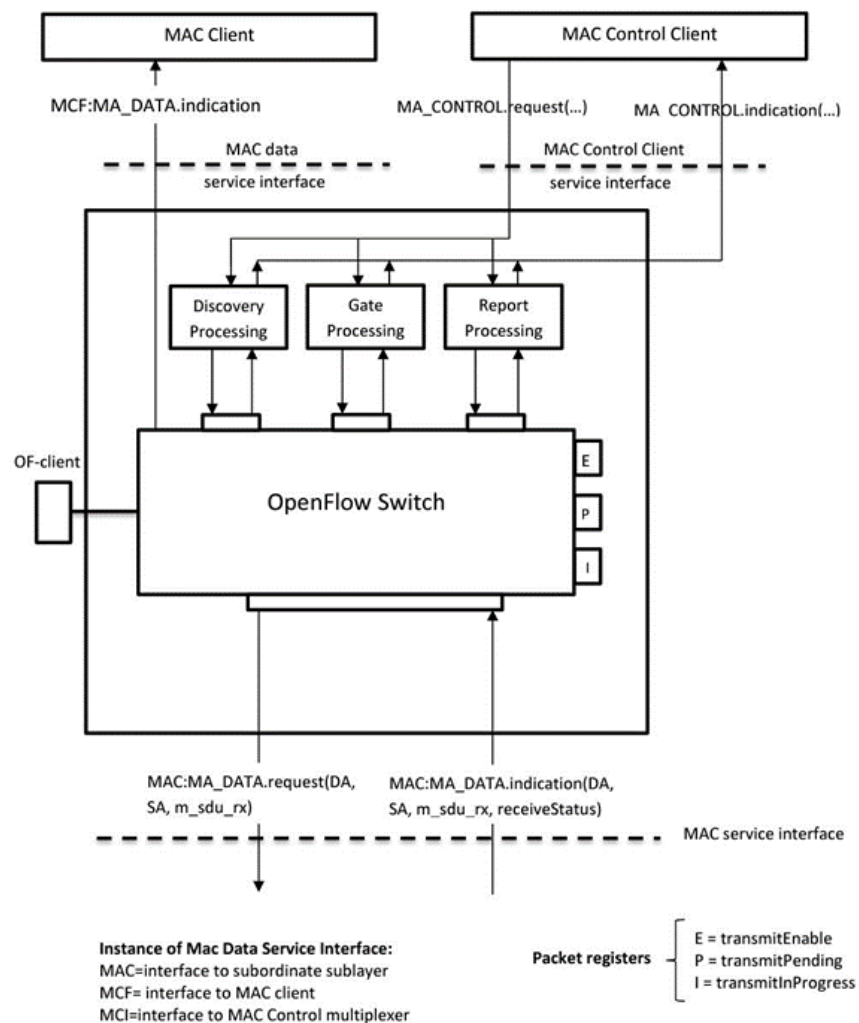 MAC Client
MAC Control Client
MCF:MA_DATA.indication
MA_CONTROL.request(…)
MA_CONTROL.indication(…)
MAC data
service interface
MAC Control Client
service interface
Discovery
Processing
Gate
Processing
Report
Processing
OF-client
OpenFlow Switch
E
P
I
MAC:MA_DATA.request(DA,
SA, m_sdu_rx)
MAC:MA_DATA.indication(DA,
SA, m_sdu_rx, receiveStatus)
MAC service interface
Instance of Mac Data Service Interface:
MAC=interface to subordinate sublayer
MCF= interface to MAC client
MCI=interface to MAC Control multiplexer
Packet registers
E = transmitEnable
P = transmitPending
I = transmitInProgress